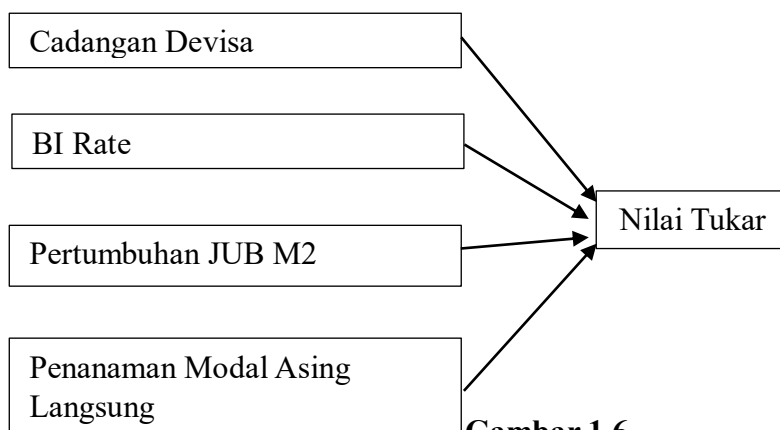 Cadangan Devisa
BI Rate
Nilai Tukar
Pertumbuhan JUB M2
Penanaman Modal Asing
Langsung
Gambar 1.6